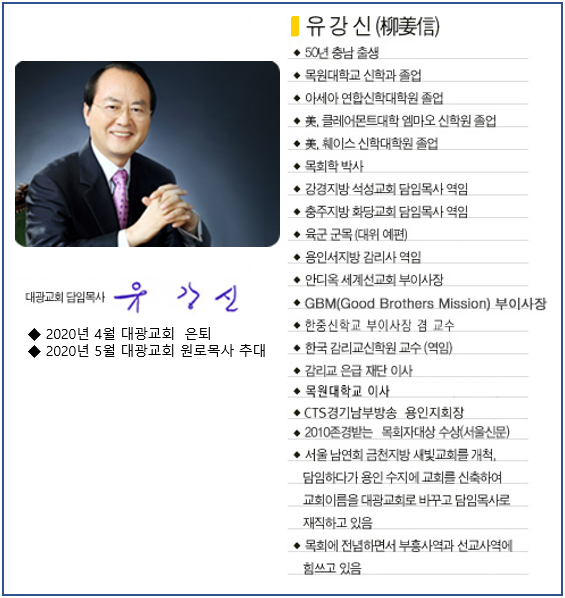 유강신(柳姜信)
◆ 50년 충남 출생
◆ 목원대학교 신학과 졸업
◆ 아세아 연합신학대학원 졸업
◆ 美, 클레어몬트대학 엠마오 신학원 졸업
◆ 美, 훼이스 신학대학원 졸업
◆ 목회학 박사
◆ 강경지방 석성교회 담임목사 역임
◆ 충주지방 화당교회 담임목사 역임
◆ 육군 군목 (대위 예편)
◆ 용인서지방 감리사 역임
◆ 안디옥 세계선교회 부이사장
◆ GBM(Good Brothers Mission) 부이사장
◆ 한중신학교 부이사장 겸 교수
◆ 한국 감리교신학원 교수 (역임)
◆ 감리교 은급 재단 이사
◆ 목원대학교 이사
◆ CTS경기남부방송 용인지회장
◆ 2010존경받는 목회자대상 수상(서울신문)
◆ 서울 남연회 금천지방 새빛교회를 개척,
담임하다가 용인 수지에 교회를 신축하여
교회이름을 대광교회로 바꾸고 담임목사로
재직하고 있음
◆ 목회에 전념하면서 부흥사역과 선교사역에
힘쓰고 있음
대광교회 담임목사 유 강 신
◆ 2020년 4월 대광교회 은퇴
◆ 2020년 5월 대광교회 원로목사 추대